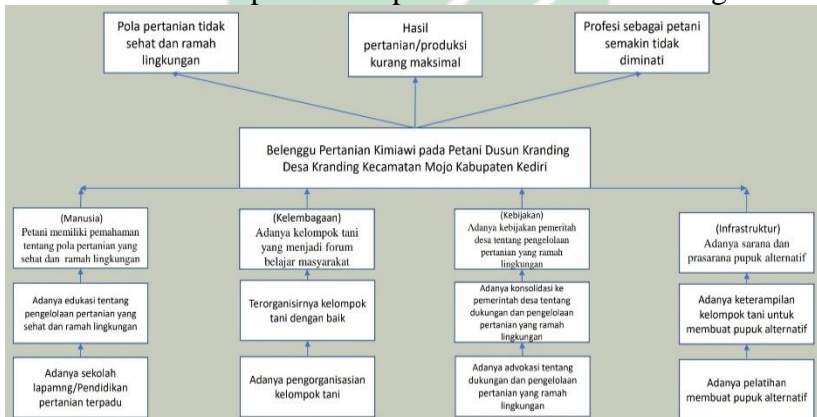 Pola pertanian tidak
sehat dan ramah
lingkungan
Hasil
pertanian/produksi
kurang maksimal
Profesi sebagai petani
semakin tidak
diminati
Belenggu Pertanian Kimiawi pada Petani Dusun Kranding
Desa Kranding Kecamatan Mojo Kabupaten Kediri
(Manusia)
Petani memiliki pemahaman
tentang pola pertanian yang
sehat dan ramah lingkungan
(Kelembagaan)
Adanya kelompok tani
yang menjadi forum
belajar masyarakat
(Kebijakan)
Adanya kebijakan pemeritah
desa tentang pengelolaan
pertanian yang ramah
lingkungan
(Infrastruktur)
Adanya sarana dan
prasarana pupuk alternatif
Adanya edukasi tentang
pengelolaan pertanian yang
sehat dan ramah lingkungan
Terorganisirnya kelompok
tani dengan baik
Adanya konsolidasi ke
pemerintah desa tentang
dukungan dan pengelolaan
pertanian yang ramah
lingkungan
Adanya keterampilan
kelompok tani untuk
membuat pupuk alternatif
Adanya sekolah
lapamng/Pendidikan
pertanian terpadu
Adanya pengorganisasian
kelompok tani
Adanya advokasi tentang
dukungan dan pengelolaan
pertanian yang ramah
lingkungan
Adanya pelatihan
membuat pupuk alternatif